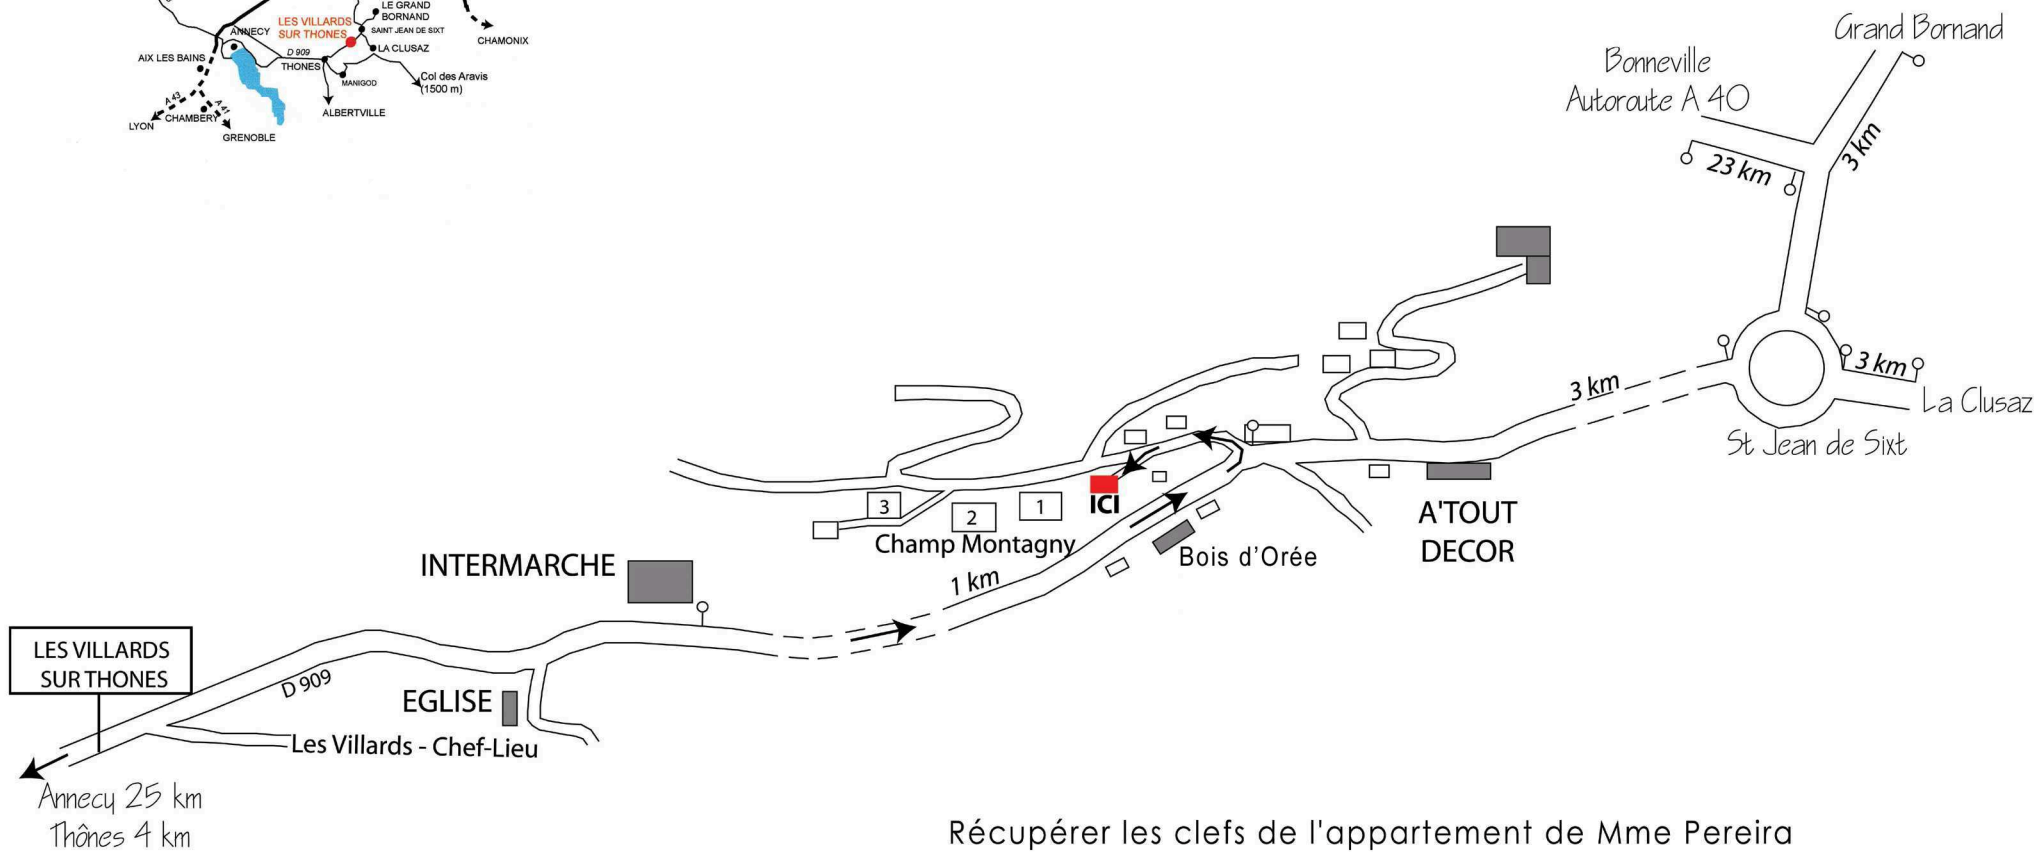 LE GRAND
BORNAND
LES VILLARDS
SUR THONES
SAINT JEAN DE SIXT
ANNECY
CHAMONIX
LA CLUSAZ
D 909
AIX LES BAINS
THONES
MANIGOD
Col des Aravis
(1500 m)
A 43
A 41
ALBERTVILLE
LYON
CHAMBERY
GRENOBLE
Grand Bornand
Bonneville
Autoroute A 40
3 km
23 km
3 km
3 km
La Clusaz
St Jean de Sixt
ICI
3
2
1
Champ Montagny
A'TOUT
DECOR
Bois d'Orée
INTERMARCHE
1 km
LES VILLARDS
SUR THONES
D 909
EGLISE
Les Villards - Chef-Lieu
Annecy 25 km
Thônes 4 km
Récupérer les clefs de l'appartement de Mme Pereira